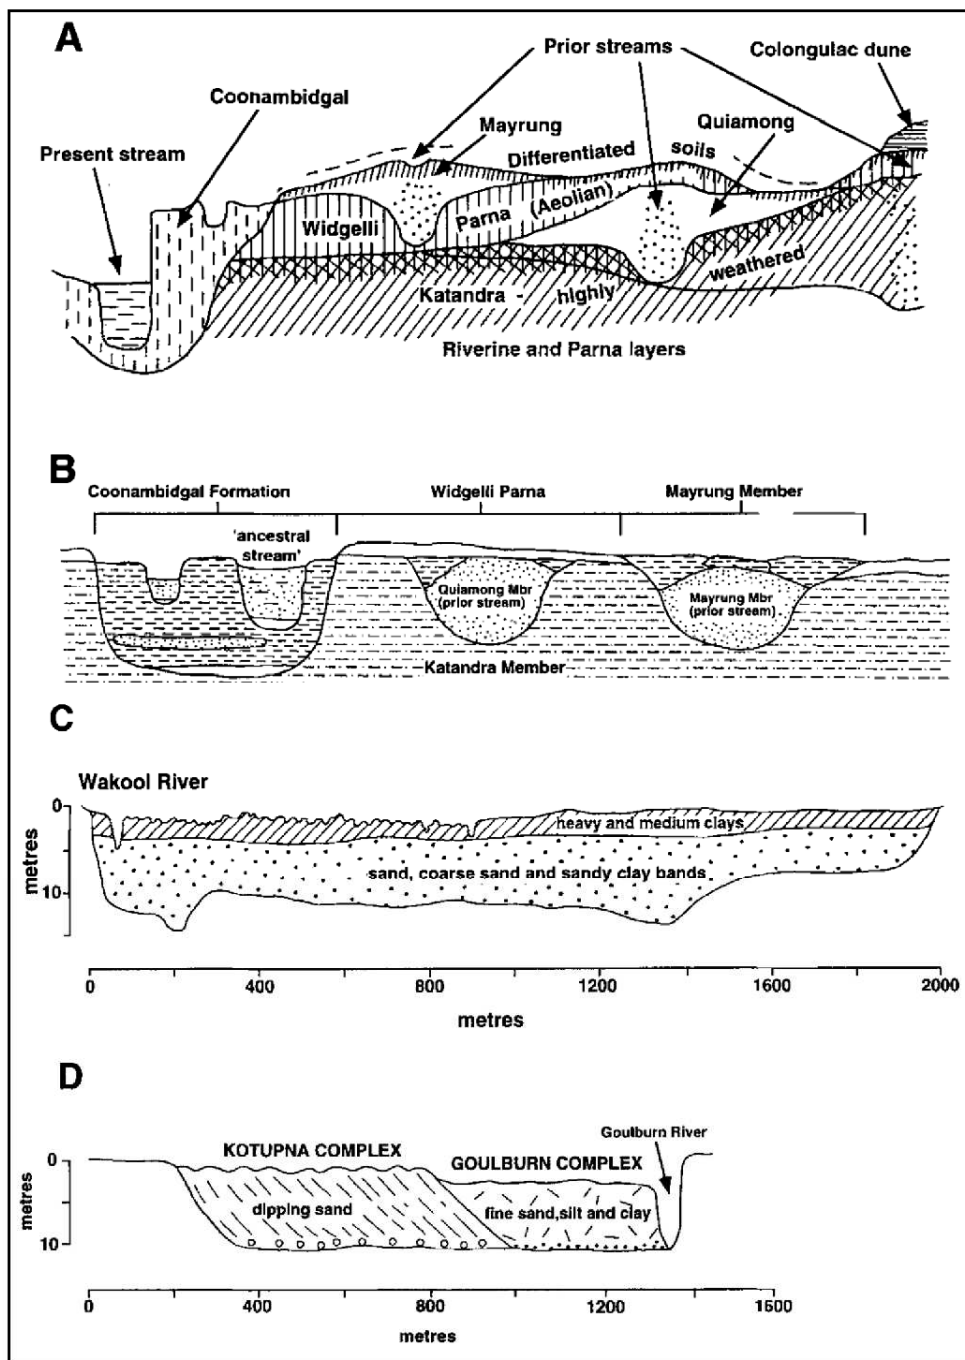 A
Prior streams
Colongulac dune
Coonambidgal
Mayrung
Quiamong
Present stream
Differentiated soils
Widgelli Parna (Aeolian)
Katandra - highly weathered
Riverine and Parna layers
B
Coonambidgal Formation
Widgelli Parna
Mayrung Member
'ancestral
stream'
Quiamong Mbr
(prior stream)
Mayrung Mbr
(prior stream)
Katandra Member
C
Wakool River
0
10
metres
heavy and medium clays
sand, coarse sand and sandy clay bands
0 400 800 1200 1600 2000
metres
D
Goulburn River
KOTUPNA COMPLEX
GOULBURN COMPLEX
0
10
metres
dipping sand
fine sand, silt and clay
0 400 800 1200 1600
metres